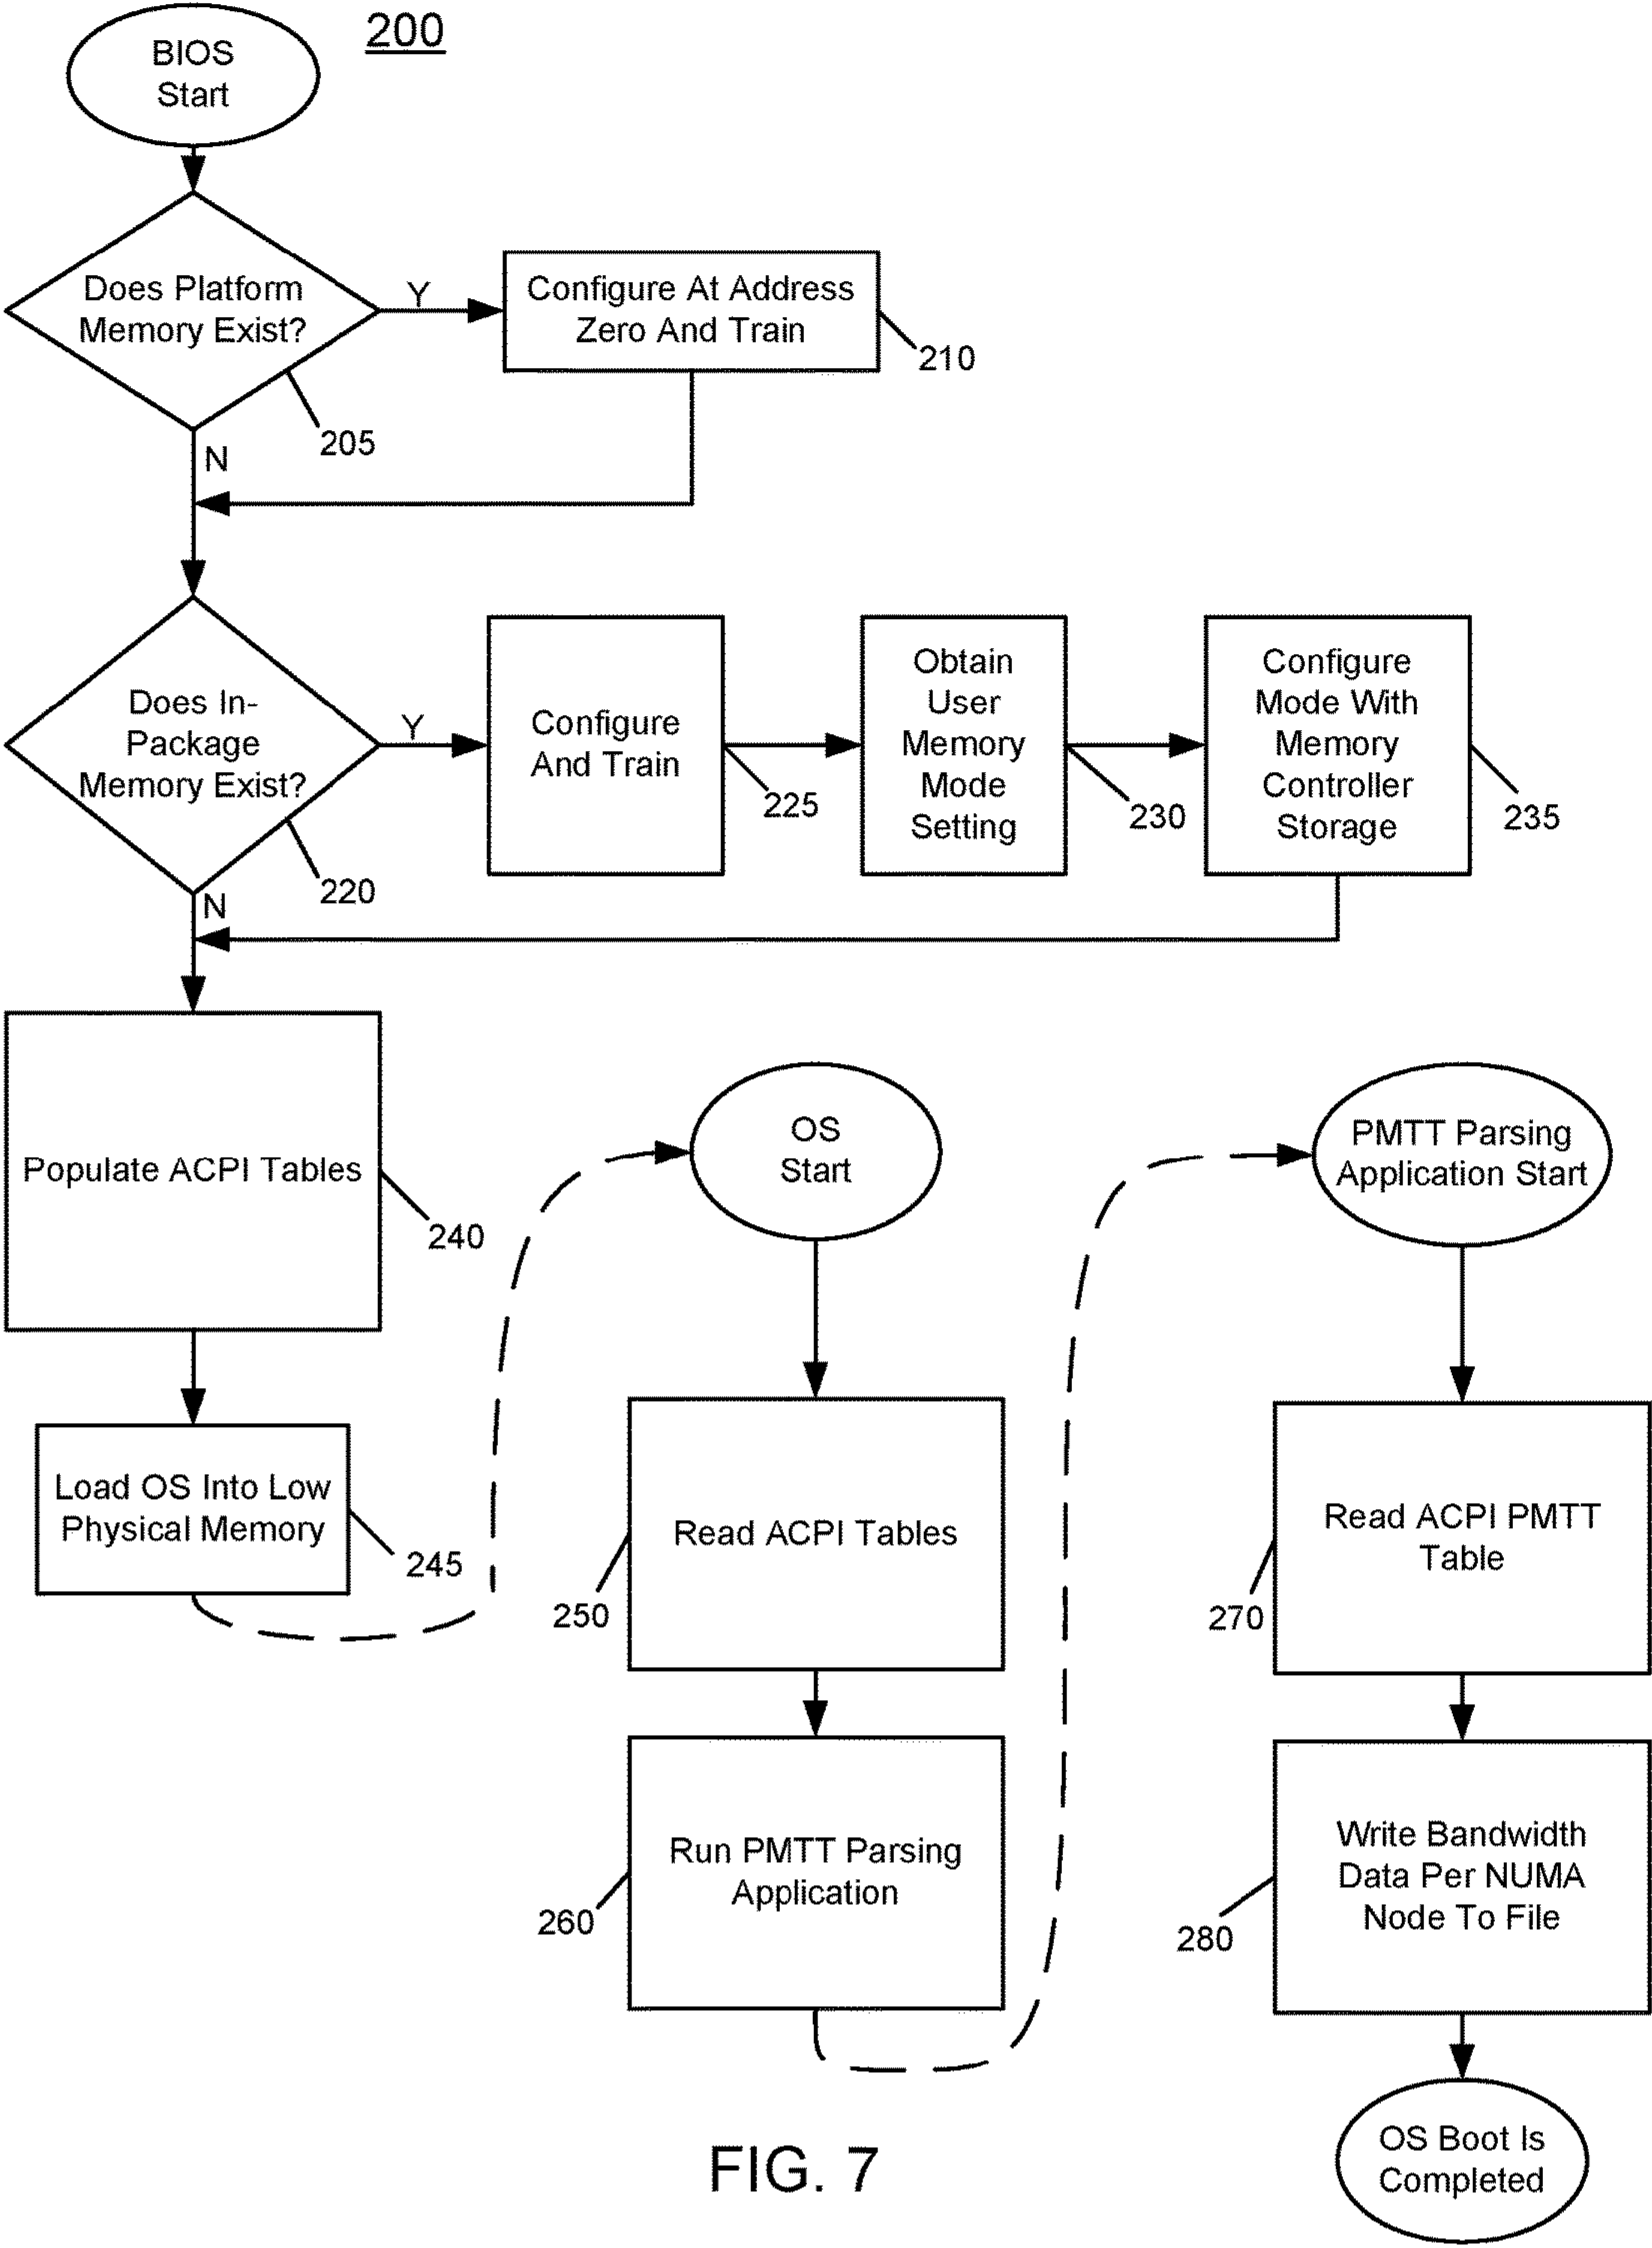 BIOS
Start
200
Does Platform
Memory Exist?
Y
Configure At Address
Zero And Train
210
205
N
Does In-
Package
Memory Exist?
Y
Configure
And Train
225
Obtain
User
Memory
Mode
Setting
230
Configure
Mode With
Memory
Controller
Storage
235
220
N
Populate ACPI Tables
240
Load OS Into Low
Physical Memory
245
OS
Start
Read ACPI Tables
250
Run PMTT Parsing
Application
260
PMTT Parsing
Application Start
Read ACPI PMTT
Table
270
Write Bandwidth
Data Per NUMA
Node To File
280
OS Boot Is
Completed
FIG. 7